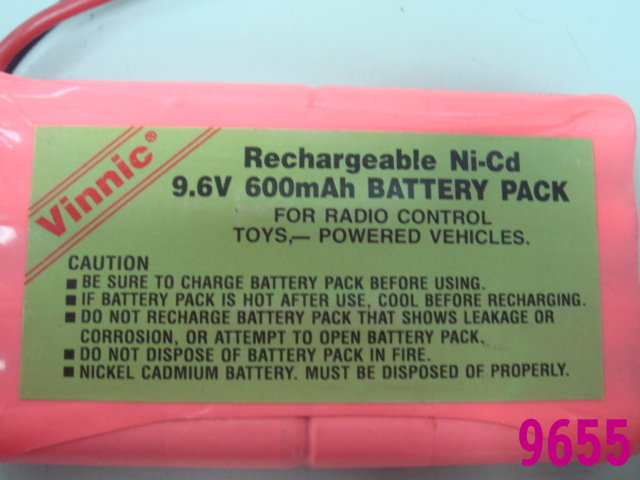 Vinnic®
Rechargeable Ni-Cd
9.6V 600mAh BATTERY PACK
FOR RADIO CONTROL
TOYS,— POWERED VEHICLES.
CAUTION
■ BE SURE TO CHARGE BATTERY PACK BEFORE USING.
■ IF BATTERY PACK IS HOT AFTER USE, COOL BEFORE RECHARGING.
■ DO NOT RECHARGE BATTERY PACK THAT SHOWS LEAKAGE OR
CORROSION, OR ATTEMPT TO OPEN BATTERY PACK.
■ DO NOT DISPOSE OF BATTERY PACK IN FIRE.
■ NICKEL CADMIUM BATTERY. MUST BE DISPOSED OF PROPERLY.
9655